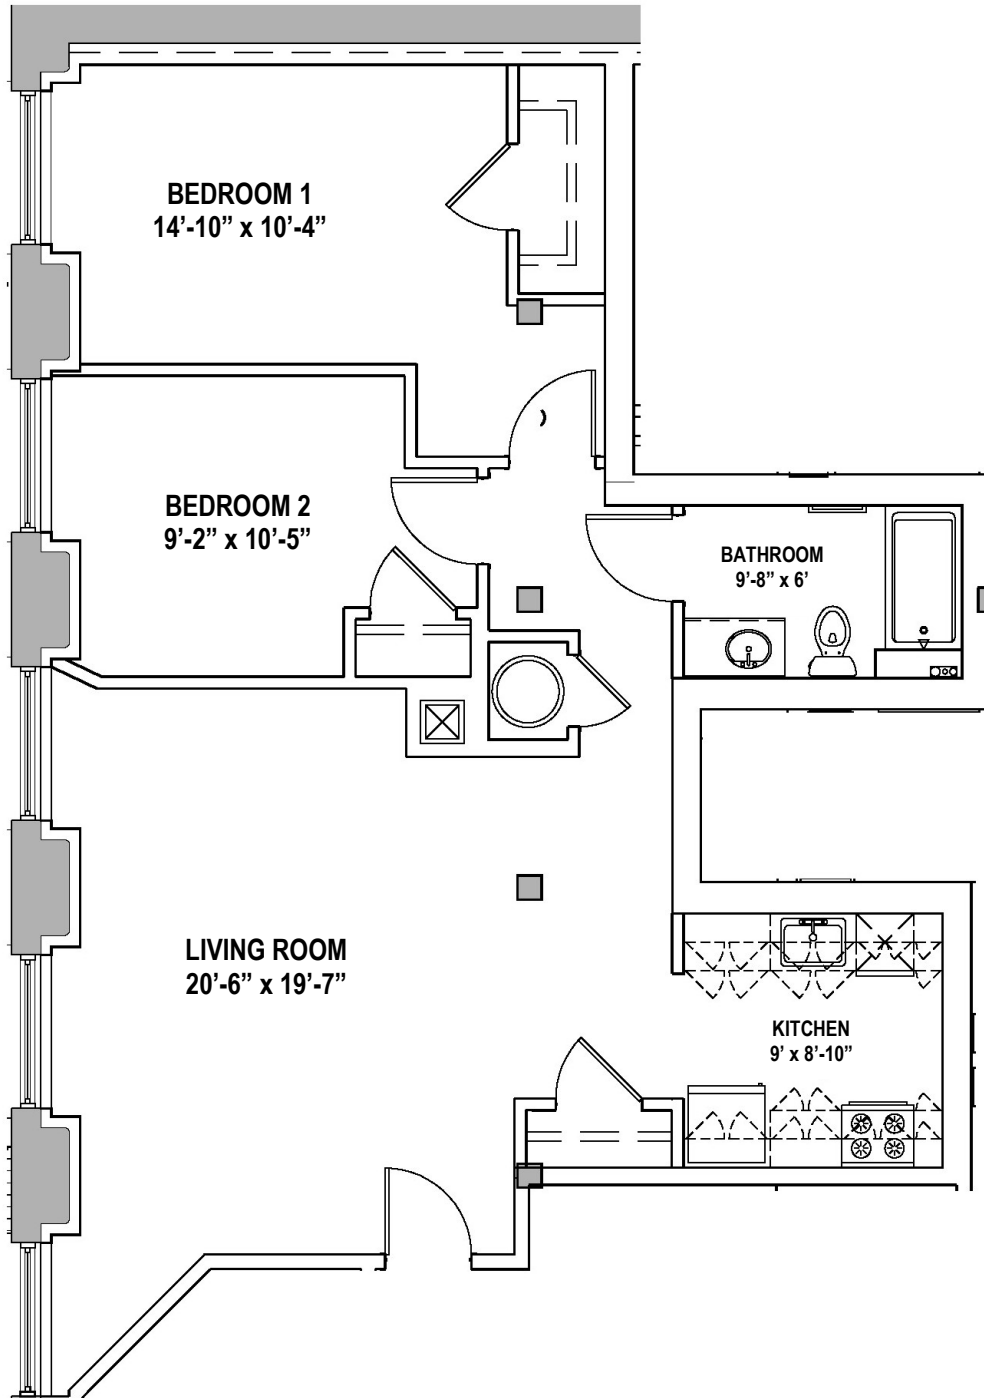 BEDROOM 1
14’-10” x 10’-4”
BEDROOM 2
9’-2” x 10’-5”
BATHROOM
9’-8” x 6’
LIVING ROOM
20’-6” x 19’-7”
KITCHEN
9’ x 8’-10”